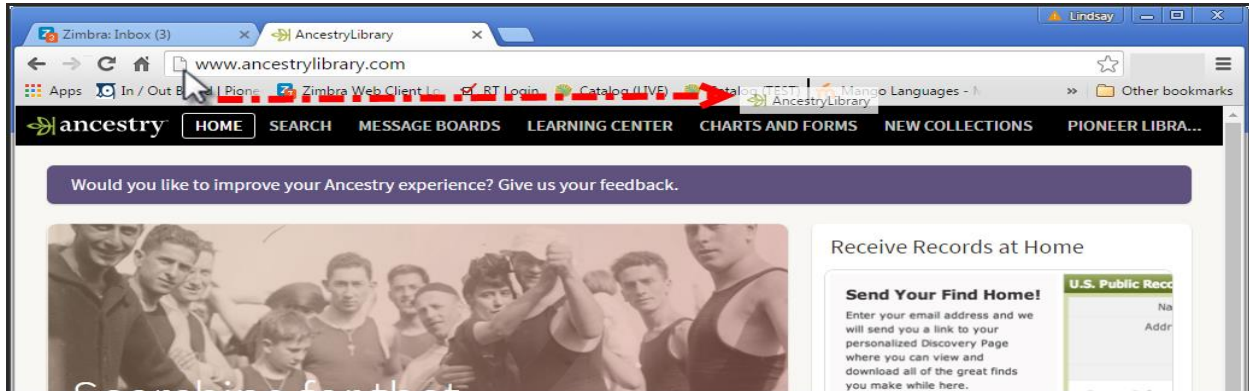 Lindsay
Zimbra: Inbox (3)
AncestryLibrary
www.ancestrylibrary.com
Apps In / Out | Pione Zimbra Web Client Lo RT Login Catalog (LIVE) Catalog (TEST) Mango Languages - » Other bookmarks
AncestryLibrary
ancestry HOME SEARCH MESSAGE BOARDS LEARNING CENTER CHARTS AND FORMS NEW COLLECTIONS PIONEER LIBRA...
Would you like to improve your Ancestry experience? Give us your feedback.
Receive Records at Home
Send Your Find Home!
Enter your email address and we
will send you a link to your
personalized Discovery Page
where you can view and
download all of the great finds
you make while here.
U.S. Public Reco
Na
Addr